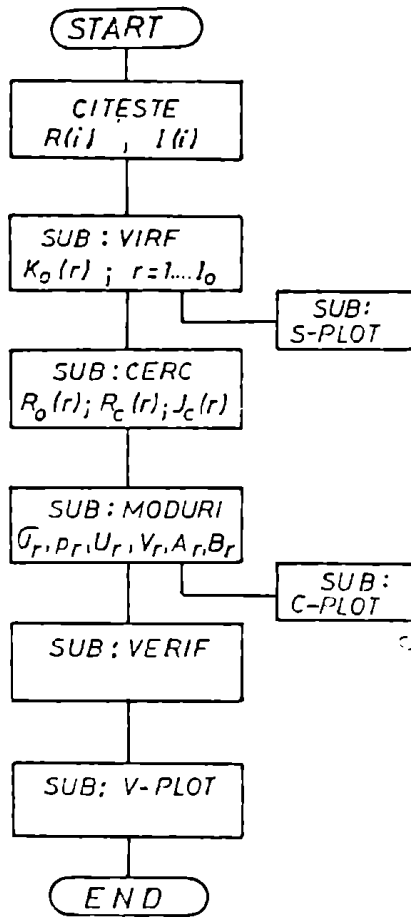 START
CITEȘTE
R(i) , I(i)
SUB : VIRF
K₀(r) ; r=1....I₀
SUB:
S-PLOT
SUB:CERC
R₀(r); R_c(r); J_c(r)
SUB:MODURI
σ_r, p_r, U_r, V_r, A_r, B_r
SUB:
C-PLOT
SUB:VERIF
SUB: V-PLOT
END